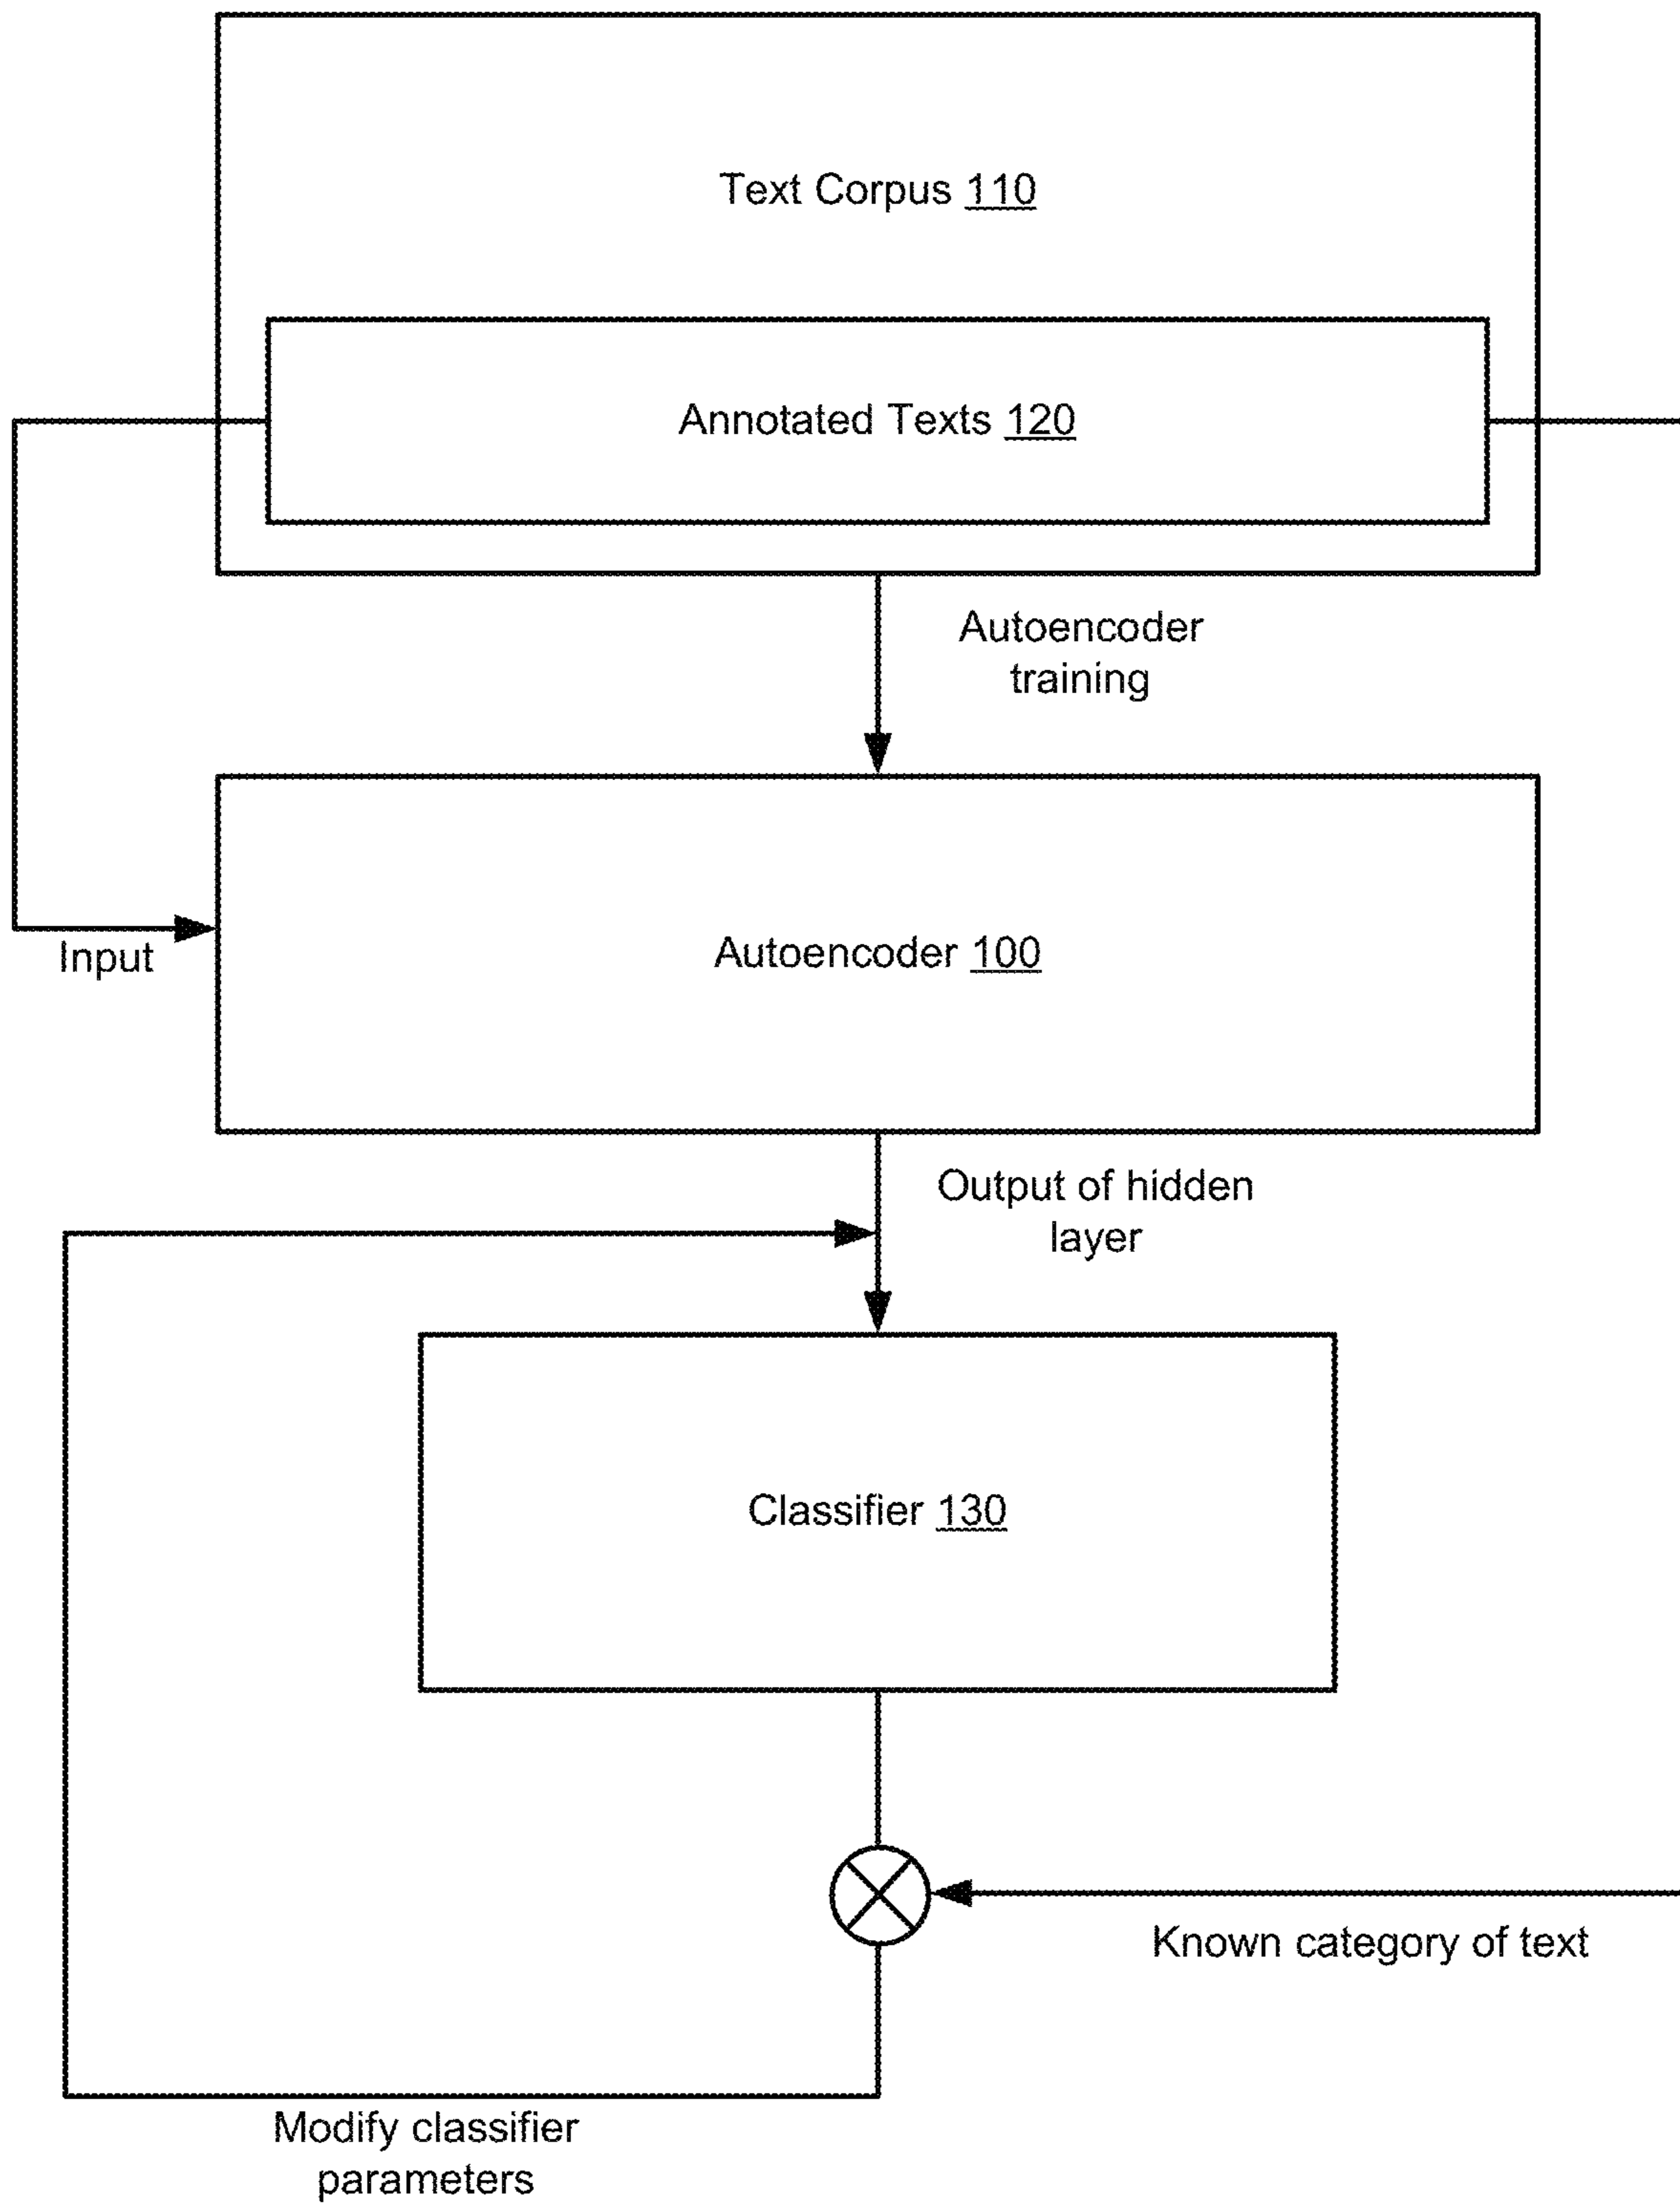 Text Corpus 110
Annotated Texts 120
Autoencoder
training
Input
Autoencoder 100
Output of hidden
layer
Classifier 130
Known category of text
Modify classifier
parameters